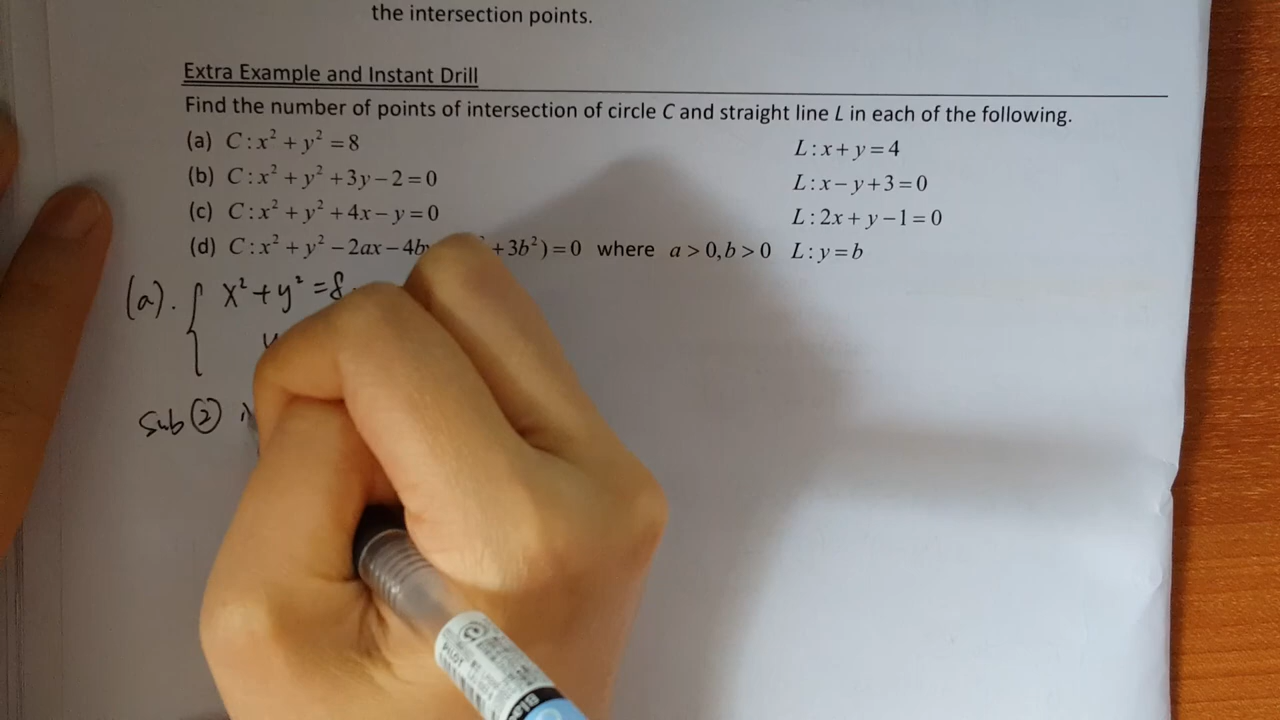 the intersection points.
Extra Example and Instant Drill
Find the number of points of intersection of circle C and straight line L in each of the following.
(a) C : x² + y² = 8 L : x + y = 4
(b) C : x² + y² + 3y − 2 = 0 L : x − y + 3 = 0
(c) C : x² + y² + 4x − y = 0 L : 2x + y − 1 = 0
(d) C : x² + y² − 2ax − 4b + 3b²) = 0 where a > 0, b > 0 L : y = b
(a). { x² + y² = 8
Sub ②
PILOT